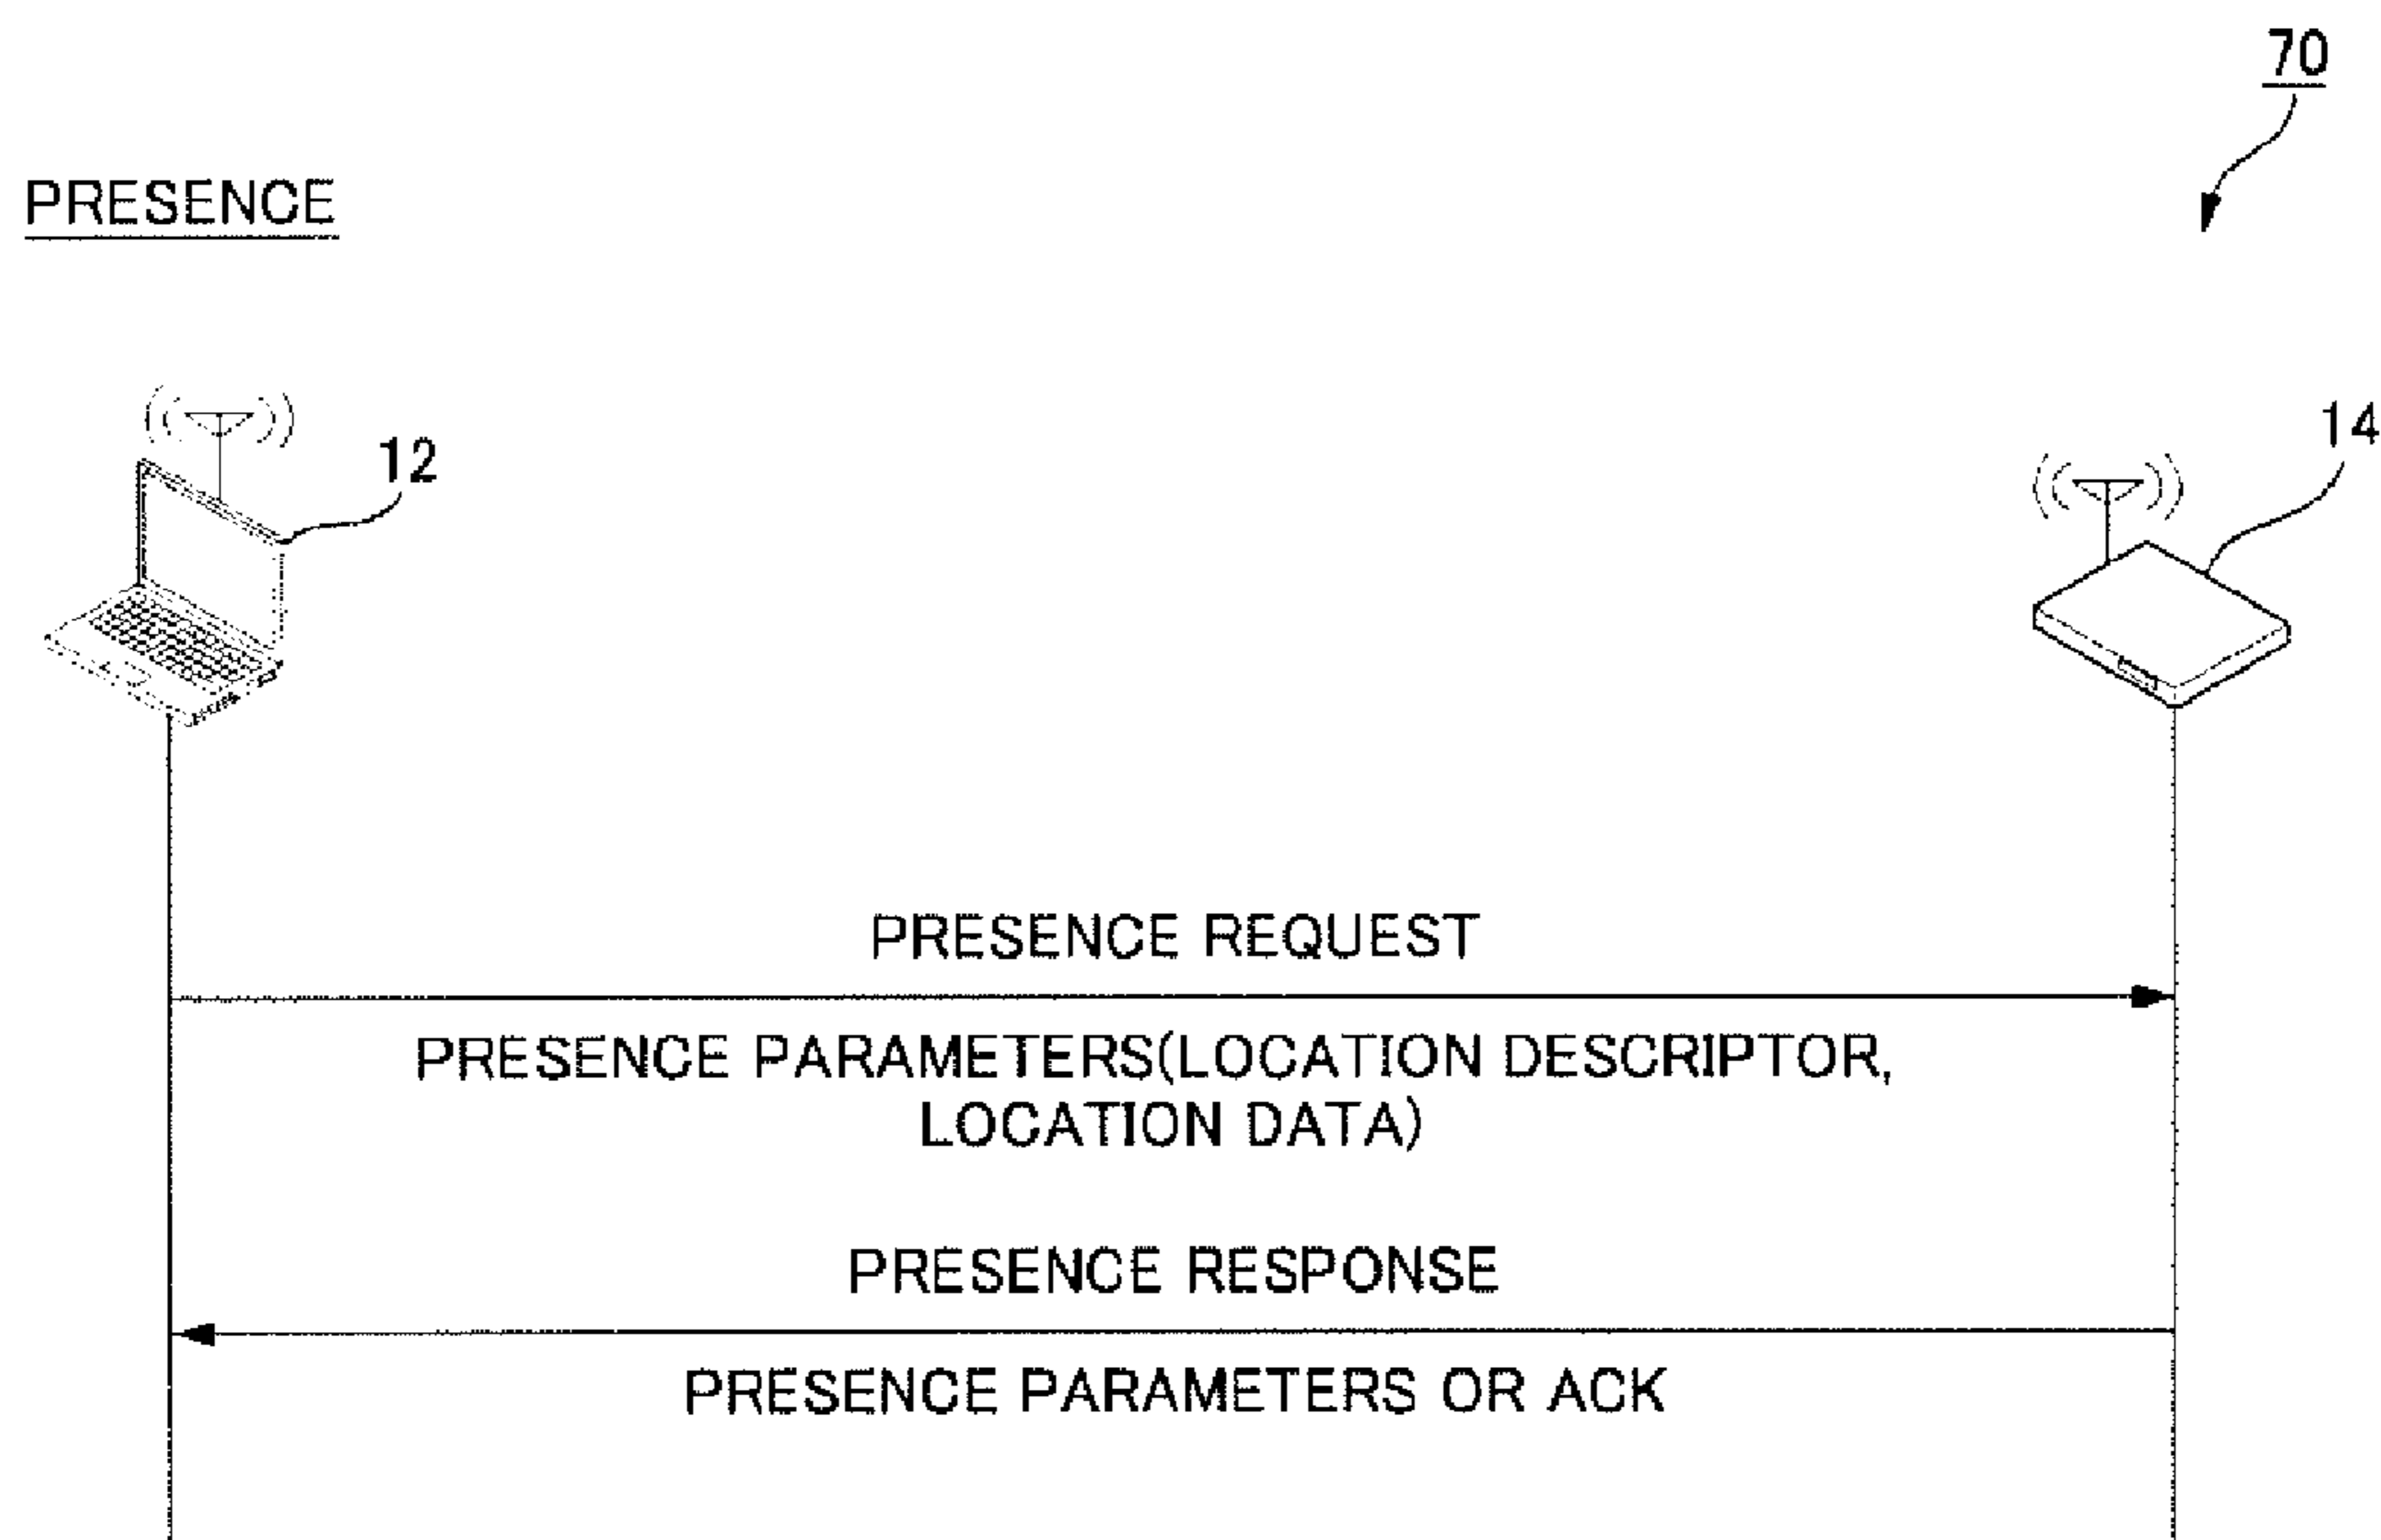 70
PRESENCE
12
14
PRESENCE REQUEST
PRESENCE PARAMETERS(LOCATION DESCRIPTOR,
LOCATION DATA)
PRESENCE RESPONSE
PRESENCE PARAMETERS OR ACK